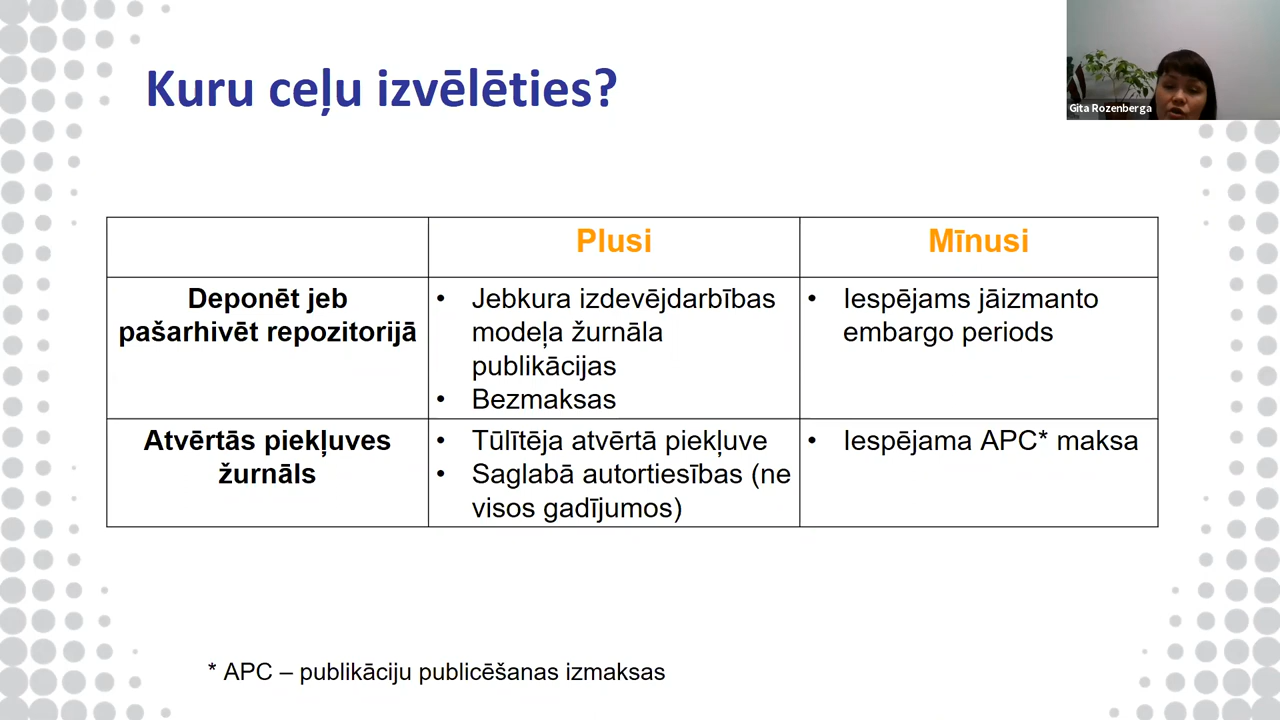 Kuru ceļu izvēlēties?
Gita Rozenberga
Plusi
Mīnusi
Deponēt jeb
pašarhivēt repozitorijā
• Jebkura izdevējdarbības
modeļa žurnāla
publikācijas
• Bezmaksas
• Iespējams jāizmanto
embargo periods
Atvērtās piekļuves
žurnāls
• Tūlītēja atvērtā piekļuve
• Saglabā autortiesības (ne
visos gadījumos)
• Iespējama APC* maksa
* APC – publikāciju publicēšanas izmaksas